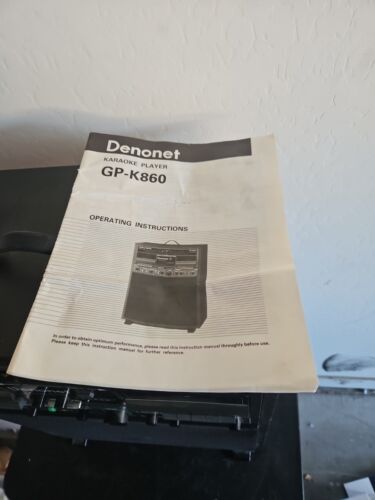 Denonet
KARAOKE PLAYER
GP-K860
OPERATING INSTRUCTIONS
In order to obtain optimum performance, please read this instruction manual throughly before use.
Please keep this instruction manual for further reference.